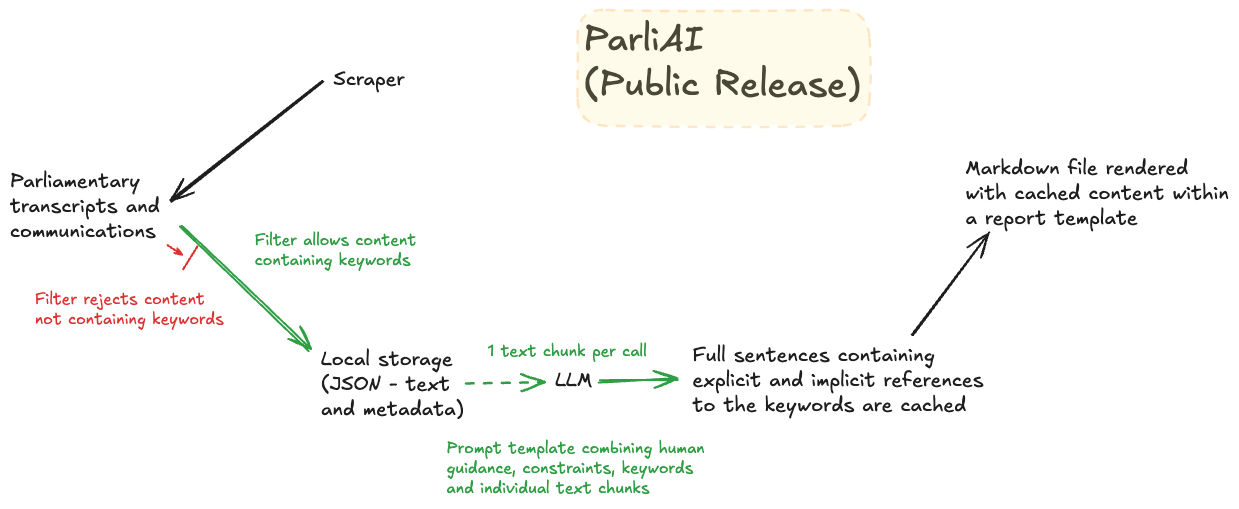 ParliAI
(Public Release)
Scraper
Parliamentary
transcripts and
communications
Filter allows content
containing keywords
Filter rejects content
not containing keywords
Local storage
(JSON - text
and metadata)
1 text chunk per call
LLM
Prompt template combining human
guidance, constraints, keywords
and individual text chunks
Full sentences containing
explicit and implicit references
to the keywords are cached
Markdown file rendered
with cached content within
a report template